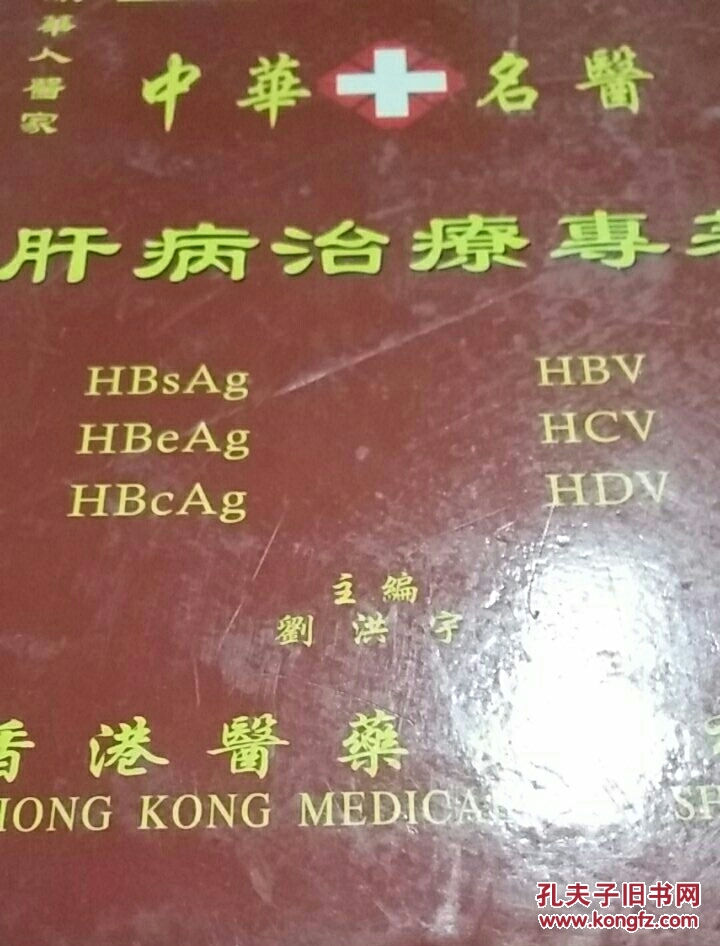 華人醫家
中華名醫
肝病治療專
HBsAg HBV
HBeAg HCV
HBcAg HDV
主編
劉洪宇
香港醫藥
HONG KONG MEDICA
孔夫子旧书网
www.kongfz.com